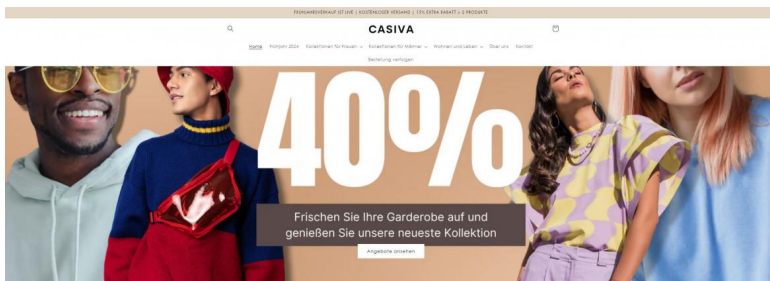 FRÜHJAHRSVERKAUF IST LIVE | KOSTENLOSER VERSAND | 15% EXTRA RABATT > 2 PRODUKTE
CASIVA
Home Frühjahr 2024 Kollektionen für Frauen Kollektionen für Männer Wohnen und Leben Über uns Kontakt
Bestellung verfolgen
40%
Frischen Sie Ihre Garderobe auf und
genießen Sie unsere neueste Kollektion
Angebote ansehen